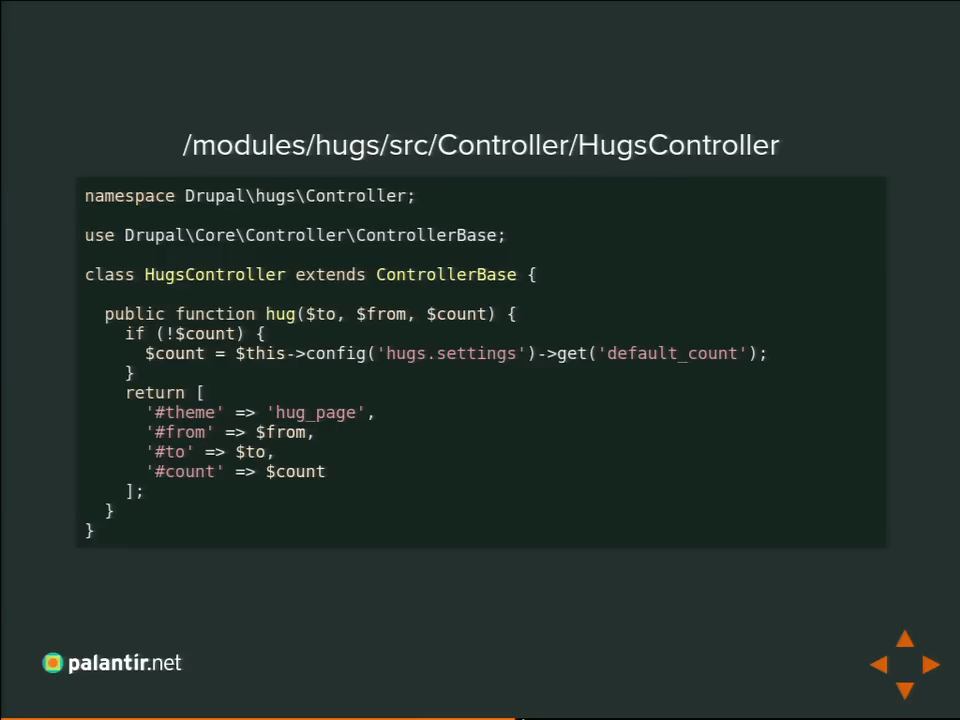 /modules/hugs/src/Controller/HugsController
namespace Drupal\hugs\Controller;
use Drupal\Core\Controller\ControllerBase;
class HugsController extends ControllerBase {
  public function hug($to, $from, $count) {
    if (!$count) {
      $count = $this->config('hugs.settings')->get('default_count');
    }
    return [
      '#theme' => 'hug_page',
      '#from' => $from,
      '#to' => $to,
      '#count' => $count
    ];
  }
}
palantír.net